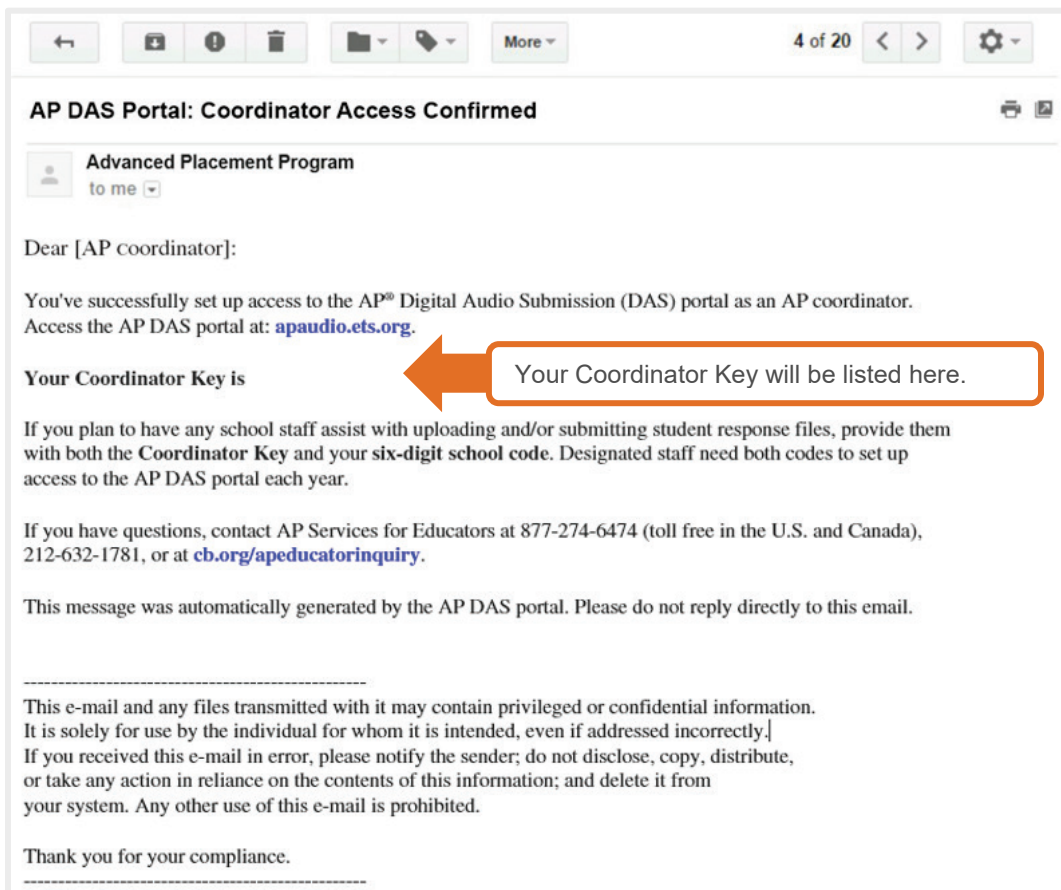 More
4 of 20
AP DAS Portal: Coordinator Access Confirmed
Advanced Placement Program
to me
Dear [AP coordinator]:
You've successfully set up access to the AP® Digital Audio Submission (DAS) portal as an AP coordinator.
Access the AP DAS portal at: apaudio.ets.org.
Your Coordinator Key is
Your Coordinator Key will be listed here.
If you plan to have any school staff assist with uploading and/or submitting student response files, provide them
with both the Coordinator Key and your six-digit school code. Designated staff need both codes to set up
access to the AP DAS portal each year.
If you have questions, contact AP Services for Educators at 877-274-6474 (toll free in the U.S. and Canada),
212-632-1781, or at cb.org/apeducatorinquiry.
This message was automatically generated by the AP DAS portal. Please do not reply directly to this email.
--------------------------------------------------
This e-mail and any files transmitted with it may contain privileged or confidential information.
It is solely for use by the individual for whom it is intended, even if addressed incorrectly.
If you received this e-mail in error, please notify the sender; do not disclose, copy, distribute,
or take any action in reliance on the contents of this information; and delete it from
your system. Any other use of this e-mail is prohibited.
Thank you for your compliance.
--------------------------------------------------